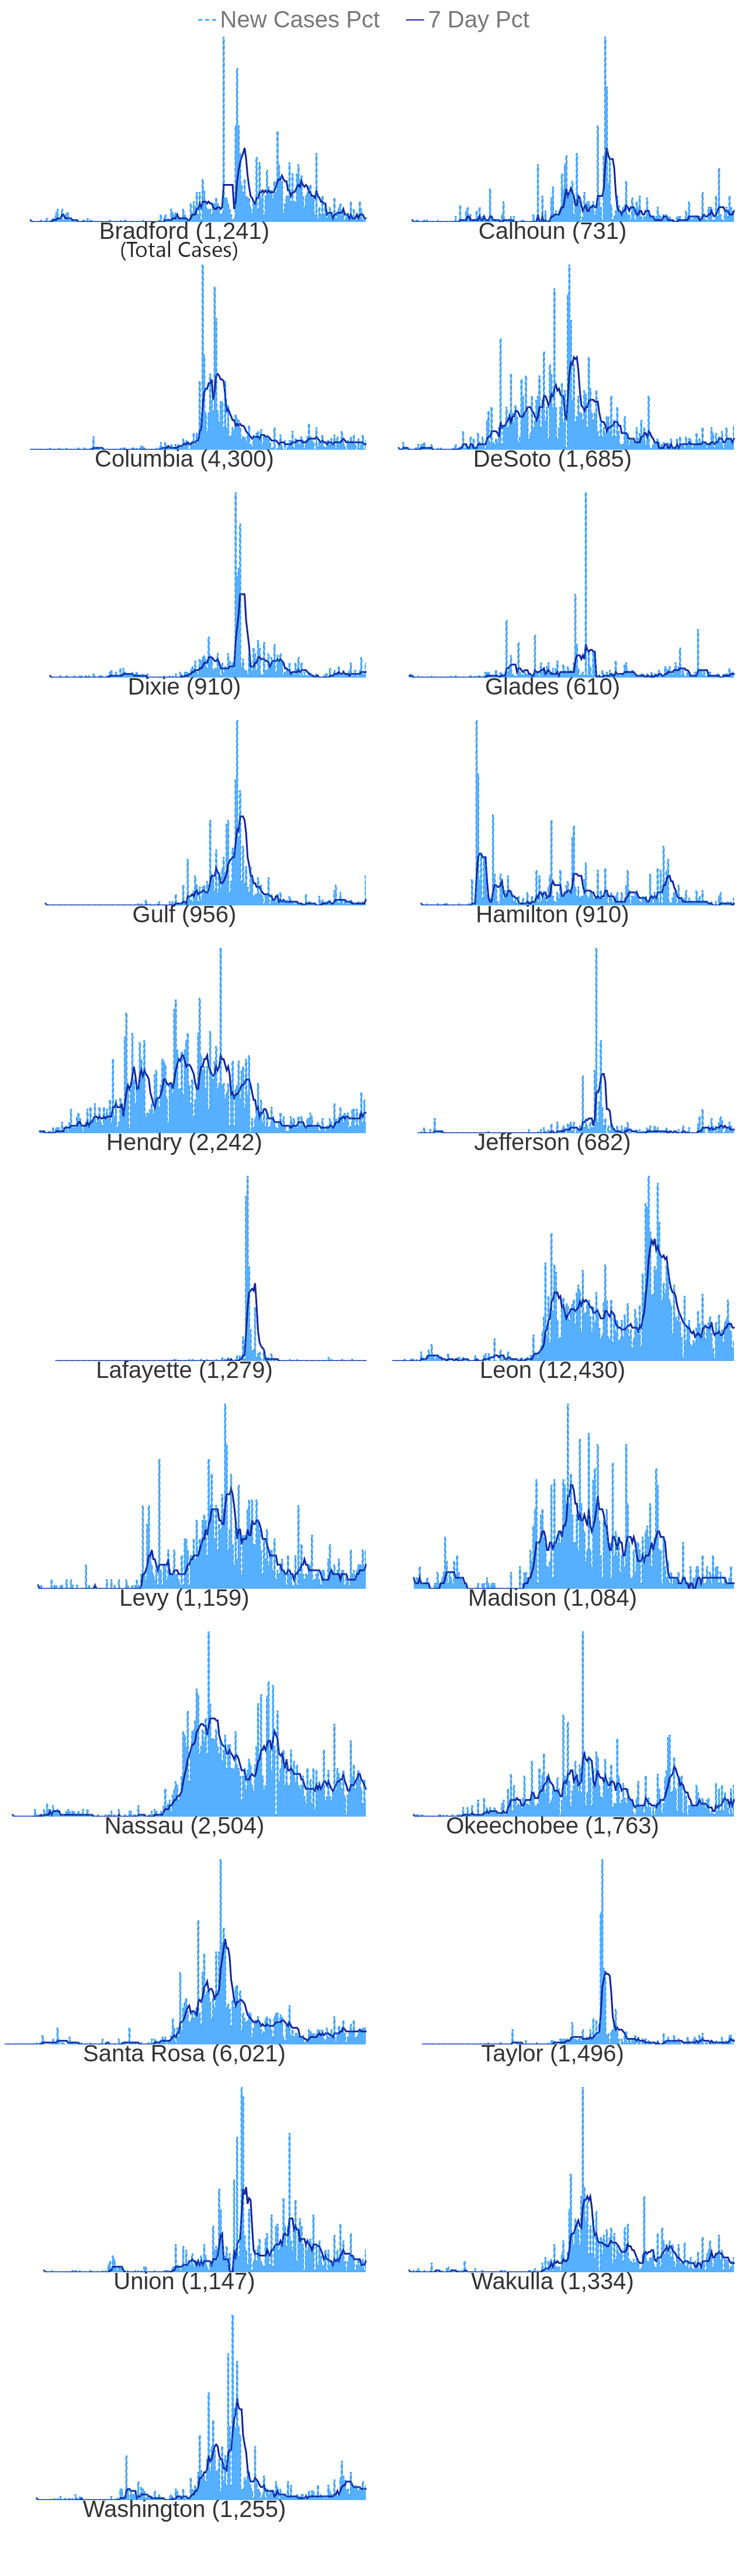 New Cases Pct 7 Day Pct
Bradford (1,241) Calhoun (731)
(Total Cases)
Columbia (4,300) DeSoto (1,685)
Dixie (910) Glades (610)
Gulf (956) Hamilton (910)
Hendry (2,242) Jefferson (682)
Lafayette (1,279) Leon (12,430)
Levy (1,159) Madison (1,084)
Nassau (2,504) Okeechobee (1,763)
Santa Rosa (6,021) Taylor (1,496)
Union (1,147) Wakulla (1,334)
Washington (1,255)